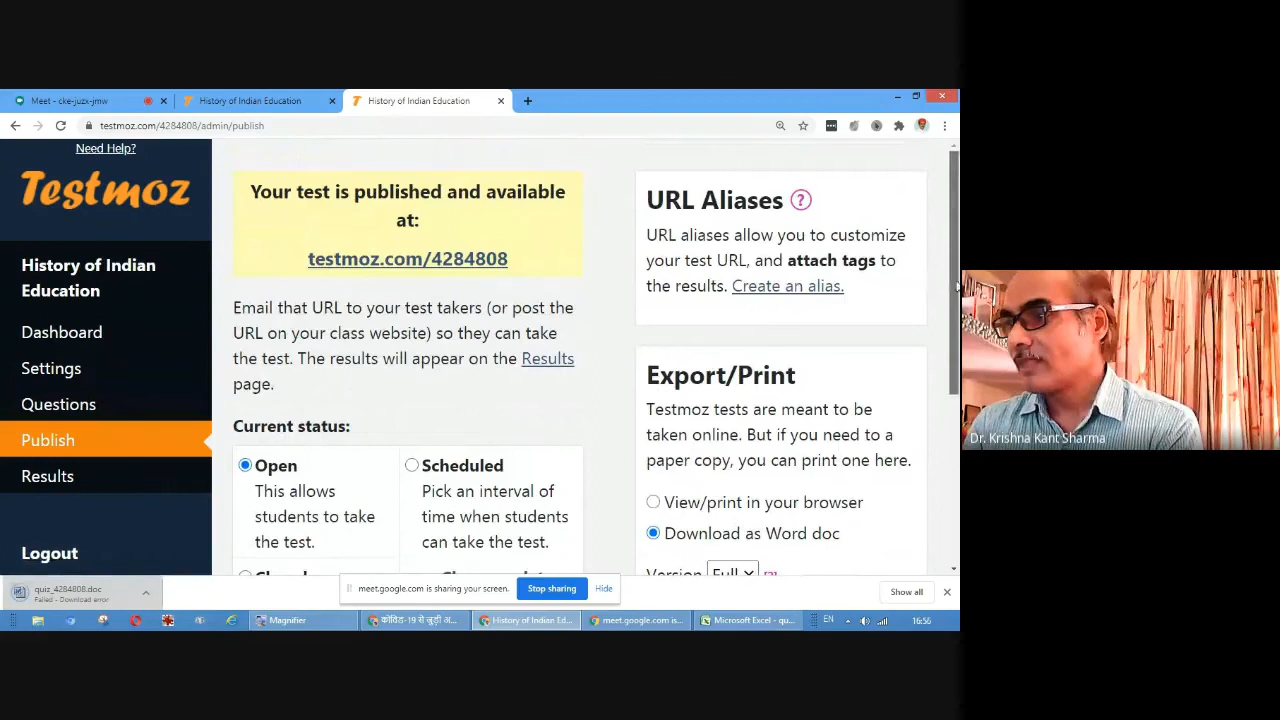 Meet - cke-juzx-jmw
History of Indian Education
History of Indian Education
testmoz.com/4284808/admin/publish
Need Help?
Testmoz
History of Indian
Education
Dashboard
Settings
Questions
Publish
Results
Logout
Your test is published and available
at:
testmoz.com/4284808
Email that URL to your test takers (or post the
URL on your class website) so they can take
the test. The results will appear on the Results
page.
Current status:
Open
This allows
students to take
the test.
Scheduled
Pick an interval of
time when students
can take the test.
URL Aliases ?
URL aliases allow you to customize
your test URL, and attach tags to
the results. Create an alias.
Export/Print
Testmoz tests are meant to be
taken online. But if you need to a
paper copy, you can print one here.
View/print in your browser
Download as Word doc
Version Full
Dr. Krishna Kant Sharma
quiz_4284808.doc
Failed - Download error
meet.google.com is sharing your screen.
Stop sharing
Hide
Show all
Magnifier
कोविड-19 से जुड़ी अ...
History of Indian Ed...
meet.google.com is...
Microsoft Excel - qu...
EN
16:56